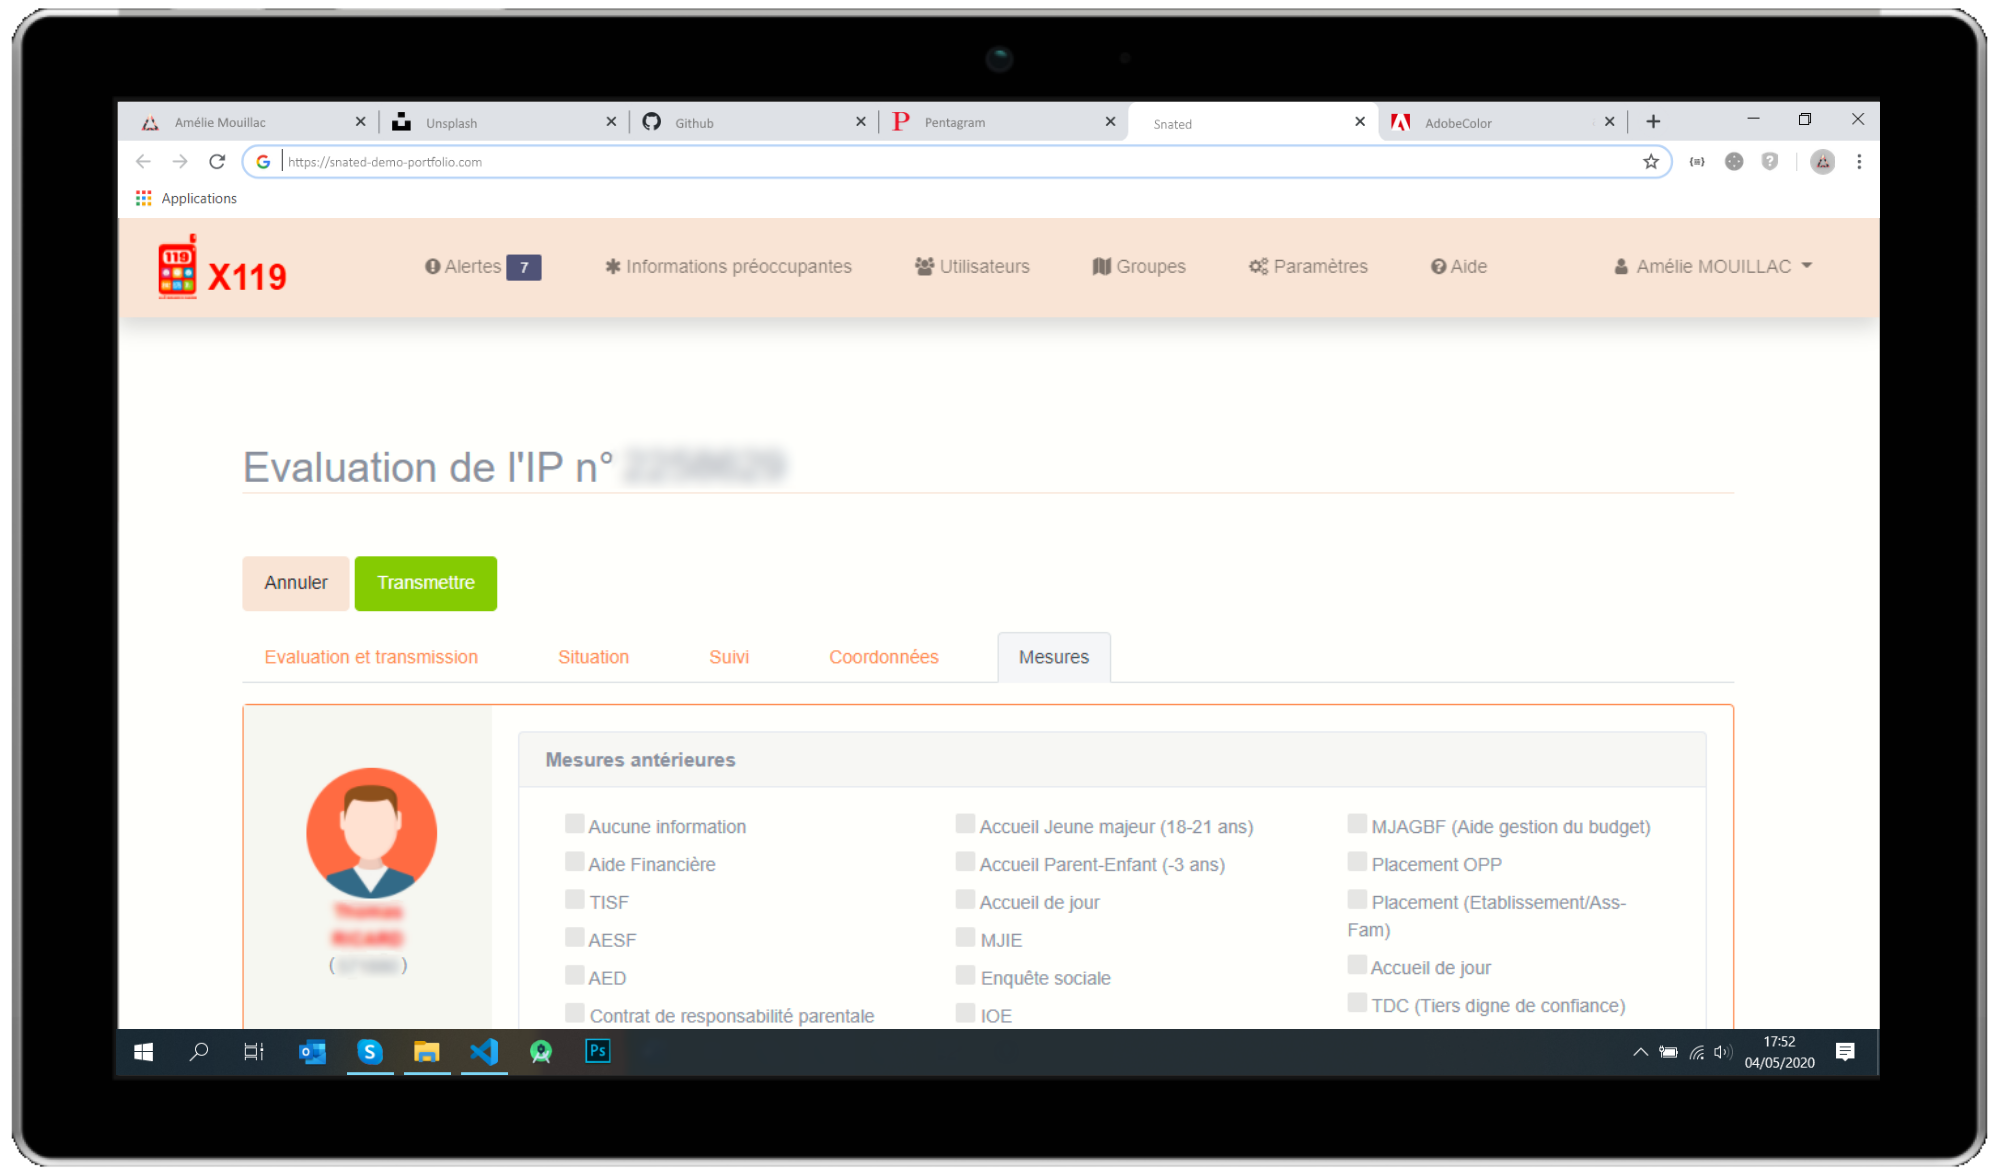 Amélie Mouillac
Unsplash
Github
Pentagram
Snated
AdobeColor
https://snated-demo-portfolio.com
Applications
119
X119
Alertes 7
Informations préoccupantes
Utilisateurs
Groupes
Paramètres
Aide
Amélie MOUILLAC
Evaluation de l'IP n°
Annuler
Transmettre
Evaluation et transmission
Situation
Suivi
Coordonnées
Mesures
Mesures antérieures
Aucune information
Aide Financière
TISF
AESF
AED
Contrat de responsabilité parentale
Accueil Jeune majeur (18-21 ans)
Accueil Parent-Enfant (-3 ans)
Accueil de jour
MJIE
Enquête sociale
IOE
MJAGBF (Aide gestion du budget)
Placement OPP
Placement (Etablissement/Ass-
Fam)
Accueil de jour
TDC (Tiers digne de confiance)
17:52
04/05/2020